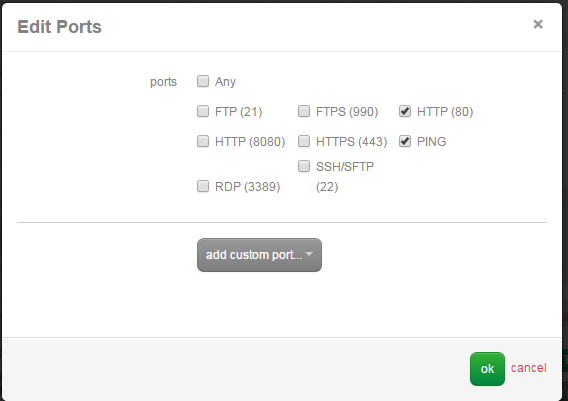 Edit Ports ×
ports Any
FTP (21) FTPS (990) HTTP (80)
HTTP (8080) HTTPS (443) PING
RDP (3389) SSH/SFTP (22)
add custom port...
ok cancel